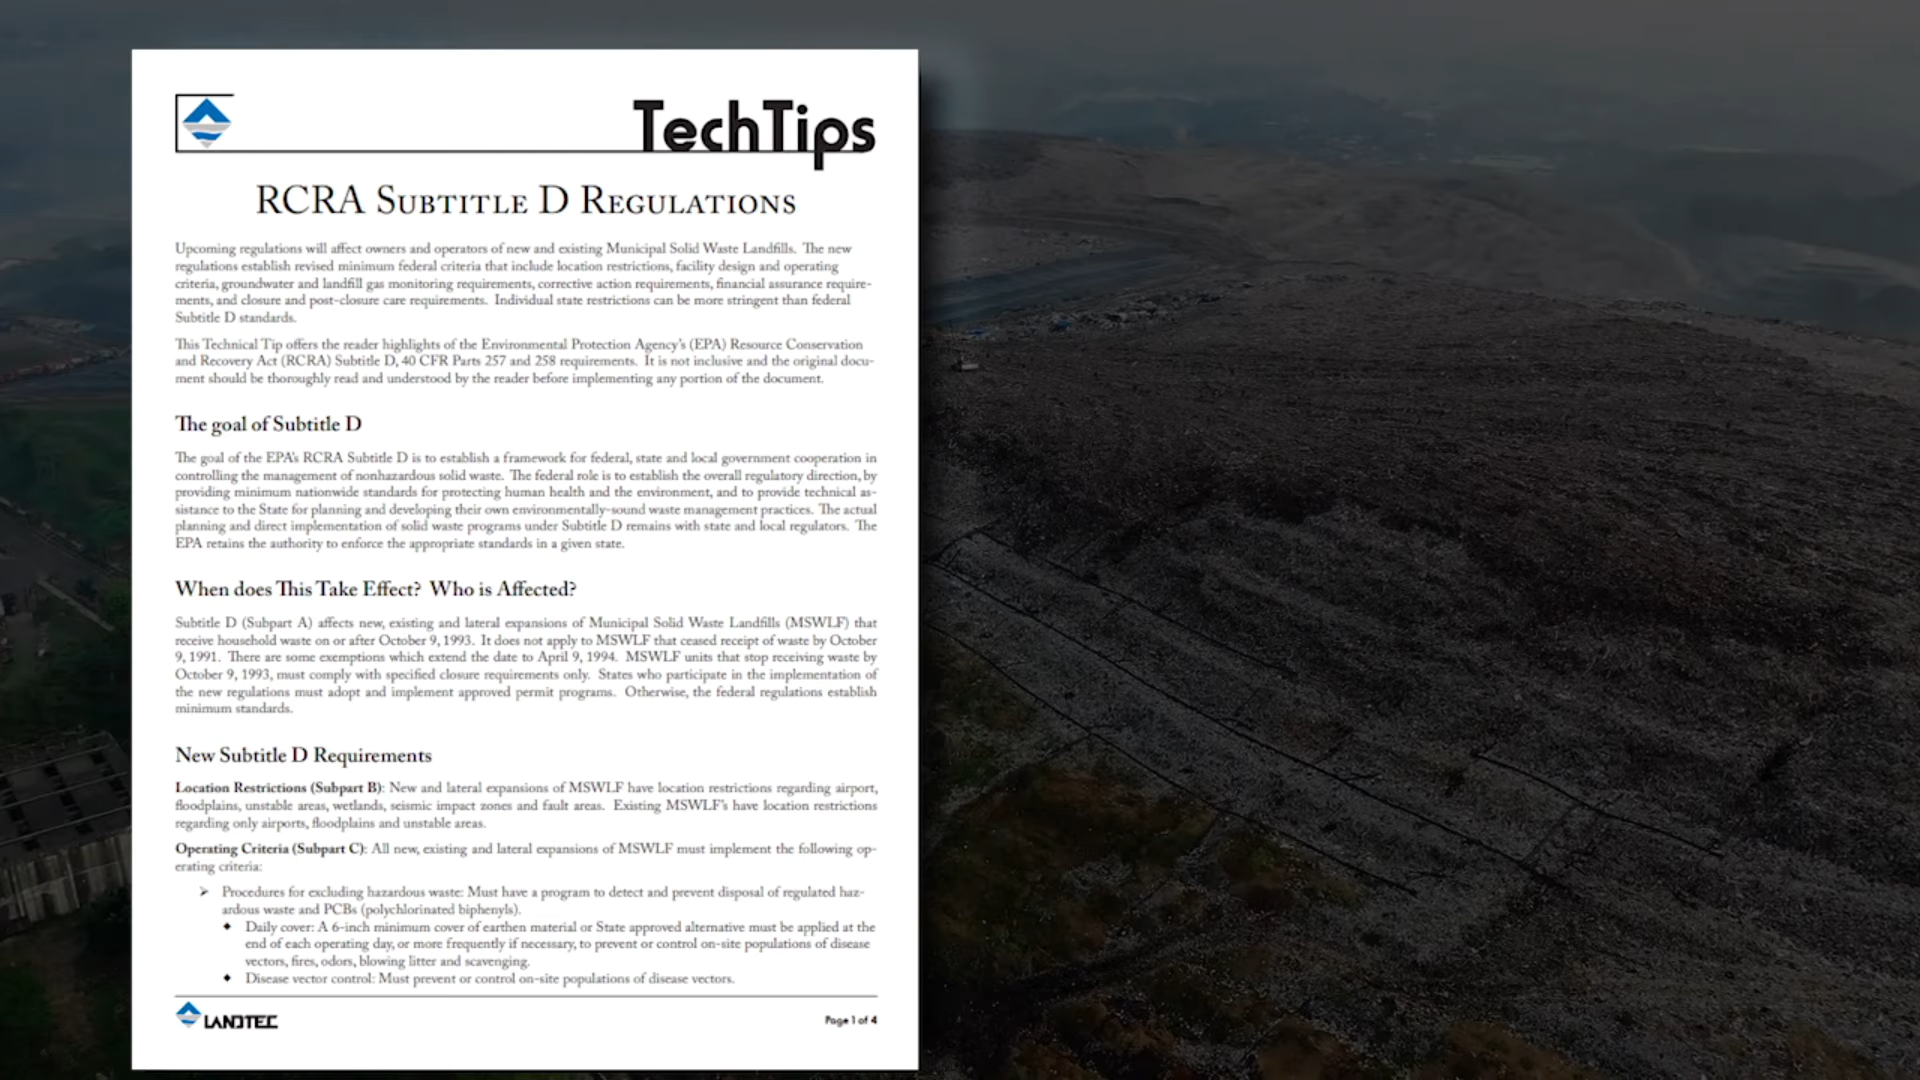 TechTips
RCRA Subtitle D Regulations
Upcoming regulations will affect owners and operators of new and existing Municipal Solid Waste Landfills. The new
regulations establish revised minimum federal criteria that include location restrictions, facility design and operating
criteria, groundwater and landfill gas monitoring requirements, corrective action requirements, financial assurance require-
ments, and closure and post-closure care requirements. Individual state restrictions can be more stringent than federal
Subtitle D standards.
This Technical Tip offers the reader highlights of the Environmental Protection Agency's (EPA) Resource Conservation
and Recovery Act (RCRA) Subtitle D, 40 CFR Parts 257 and 258 requirements. It is not inclusive and the original docu-
ment should be thoroughly read and understood by the reader before implementing any portion of the document.
The goal of Subtitle D
The goal of the EPA's RCRA Subtitle D is to establish a framework for federal, state and local government cooperation in
controlling the management of nonhazardous solid waste. The federal role is to establish the overall regulatory direction, by
providing minimum nationwide standards for protecting human health and the environment, and to provide technical as-
sistance to the State for planning and developing their own environmentally-sound waste management practices. The actual
planning and direct implementation of solid waste programs under Subtitle D remains with state and local regulators. The
EPA retains the authority to enforce the appropriate standards in a given state.
When does This Take Effect? Who is Affected?
Subtitle D (Subpart A) affects new, existing and lateral expansions of Municipal Solid Waste Landfills (MSWLF) that
receive household waste on or after October 9, 1993. It does not apply to MSWLF that ceased receipt of waste by October
9, 1991. There are some exemptions which extend the date to April 9, 1994. MSWLF units that stop receiving waste by
October 9, 1993, must comply with specified closure requirements only. States who participate in the implementation of
the new regulations must adopt and implement approved permit programs. Otherwise, the federal regulations establish
minimum standards.
New Subtitle D Requirements
Location Restrictions (Subpart B): New and lateral expansions of MSWLF have location restrictions regarding airport,
floodplains, unstable areas, wetlands, seismic impact zones and fault areas. Existing MSWLF's have location restrictions
regarding only airports, floodplains and unstable areas.
Operating Criteria (Subpart C): All new, existing and lateral expansions of MSWLF must implement the following op-
erating criteria:
➢ Procedures for excluding hazardous waste: Must have a program to detect and prevent disposal of regulated haz-
ardous waste and PCBs (polychlorinated biphenyls).
◆ Daily cover: A 6-inch minimum cover of earthen material or State approved alternative must be applied at the
end of each operating day, or more frequently if necessary, to prevent or control on-site populations of disease
vectors, fires, odors, blowing litter and scavenging.
◆ Disease vector control: Must prevent or control on-site populations of disease vectors.
LANDTEC
Page 1 of 4